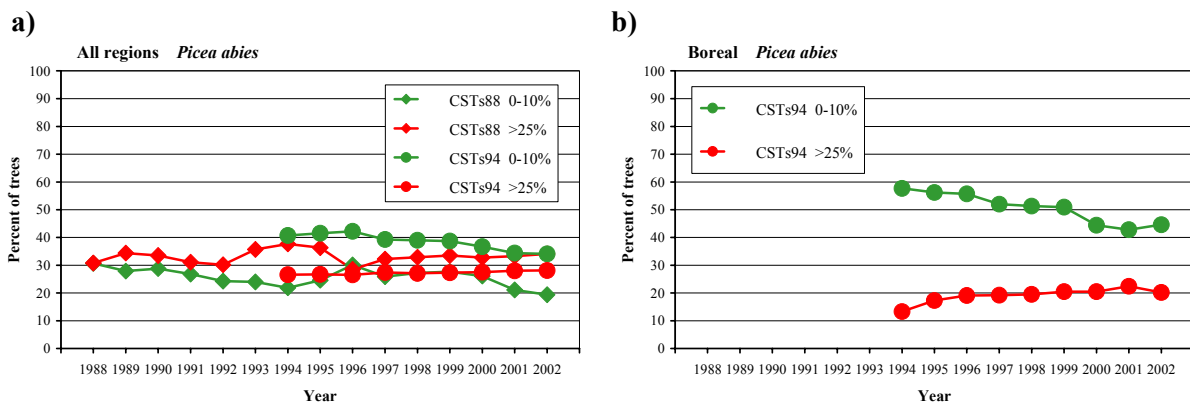 a)
All regions Picea abies
100
90
80
70
60
50
40
30
20
10
0
Percent of trees
CSTs88 0-10%
CSTs88 >25%
CSTs94 0-10%
CSTs94 >25%
1988 1989 1990 1991 1992 1993 1994 1995 1996 1997 1998 1999 2000 2001 2002
Year
b)
Boreal Picea abies
100
90
80
70
60
50
40
30
20
10
0
Percent of trees
CSTs94 0-10%
CSTs94 >25%
1988 1989 1990 1991 1992 1993 1994 1995 1996 1997 1998 1999 2000 2001 2002
Year